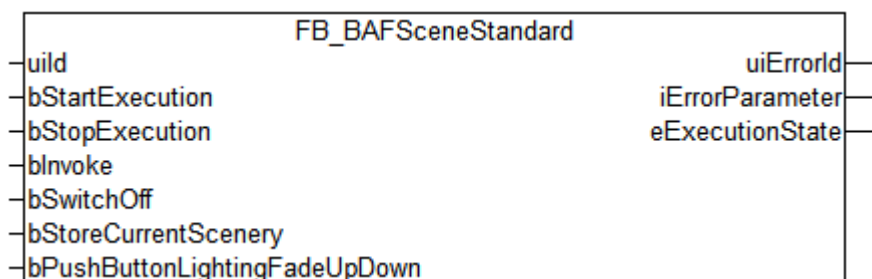 FB_BAFSceneStandard
uiId uiErrorId
bStartExecution iErrorParameter
bStopExecution eExecutionState
bInvoke
bSwitchOff
bStoreCurrentScenery
bPushButtonLightingFadeUpDown